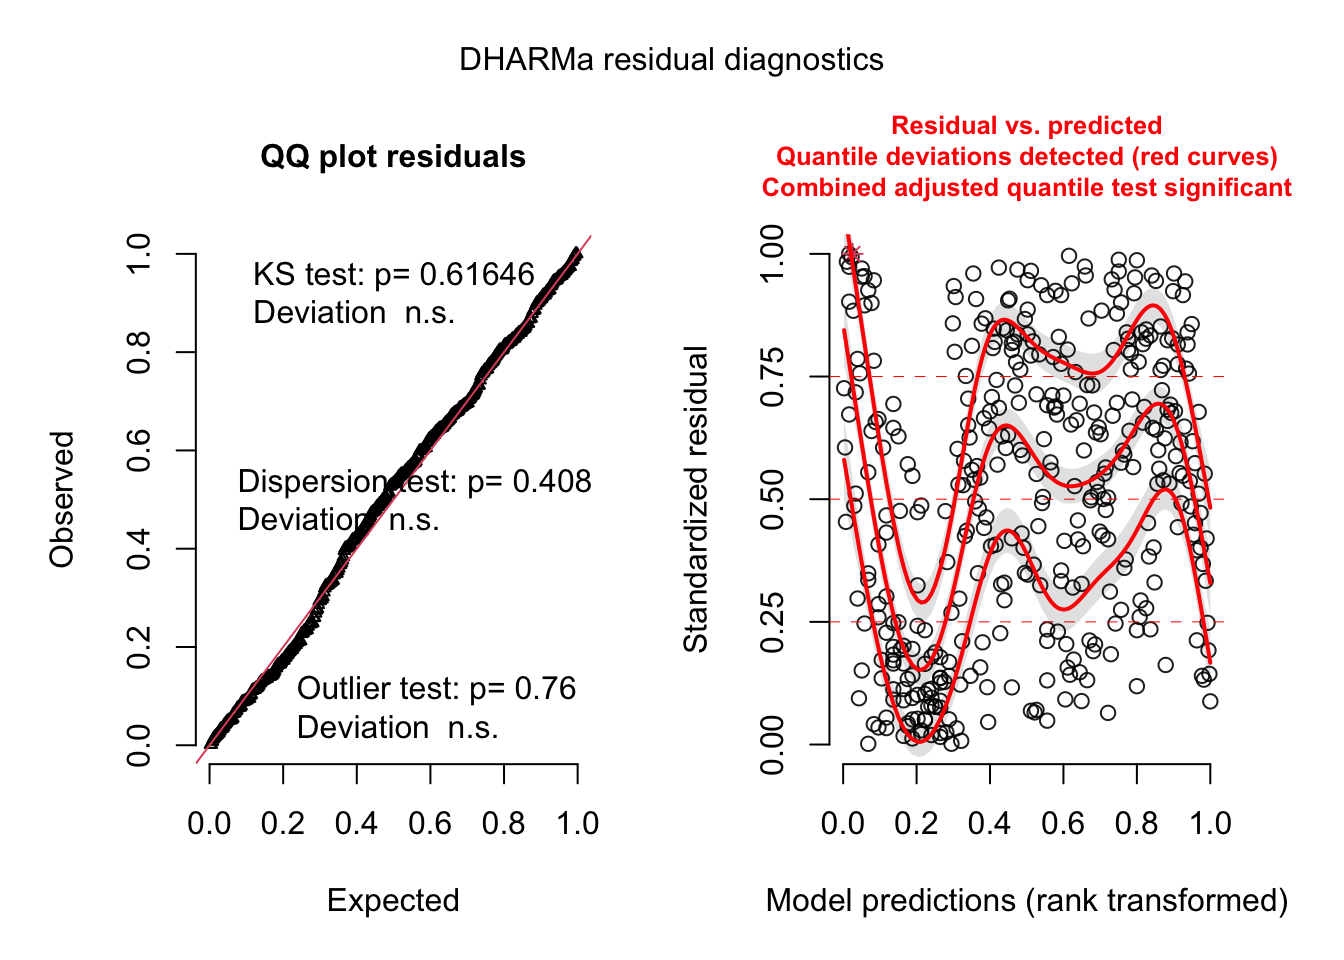 DHARMa residual diagnostics
QQ plot residuals
KS test: p= 0.61646
Deviation  n.s.
Dispersion test: p= 0.408
Deviation  n.s.
Outlier test: p= 0.76
Deviation  n.s.
Observed
0.0 0.2 0.4 0.6 0.8 1.0
0.0 0.2 0.4 0.6 0.8 1.0
Expected
Residual vs. predicted
Quantile deviations detected (red curves)
Combined adjusted quantile test significant
Standardized residual
0.00 0.25 0.50 0.75 1.00
0.0 0.2 0.4 0.6 0.8 1.0
Model predictions (rank transformed)